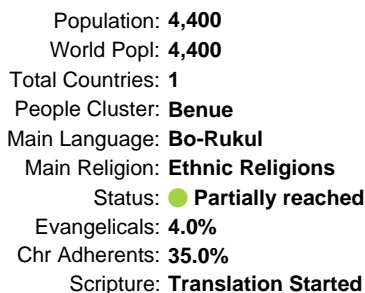 Population: 4,400
World Popl: 4,400
Total Countries: 1
People Cluster: Benue
Main Language: Bo-Rukul
Main Religion: Ethnic Religions
Status: Partially reached
Evangelicals: 4.0%
Chr Adherents: 35.0%
Scripture: Translation Started